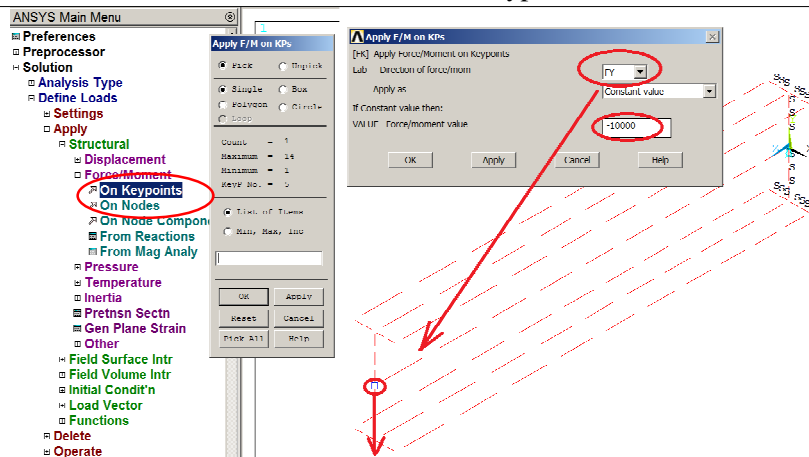 ANSYS Main Menu
Preferences
Preprocessor
Solution
Analysis Type
Define Loads
Settings
Apply
Structural
Displacement
Force/Moment
On Keypoints
On Nodes
On Node Compone
From Reactions
From Mag Analy
Pressure
Temperature
Inertia
Pretnsn Sectn
Gen Plane Strain
Other
Field Surface Intr
Field Volume Intr
Initial Condit'n
Load Vector
Functions
Delete
Operate
1
Apply F/M on KPs
Pick Unpick
Single Box
Polygon Circle
Loop
Count = 1
Maximum = 14
Minimum = 1
KeyP No. = 5
List of Items
Min, Max, Inc
OK Apply
Reset Cancel
Pick All Help
Apply F/M on KPs
[FK] Apply Force/Moment on Keypoints
Lab Direction of force/mom FY
Apply as Constant value
If Constant value then:
VALUE Force/moment value -10000
OK Apply Cancel Help